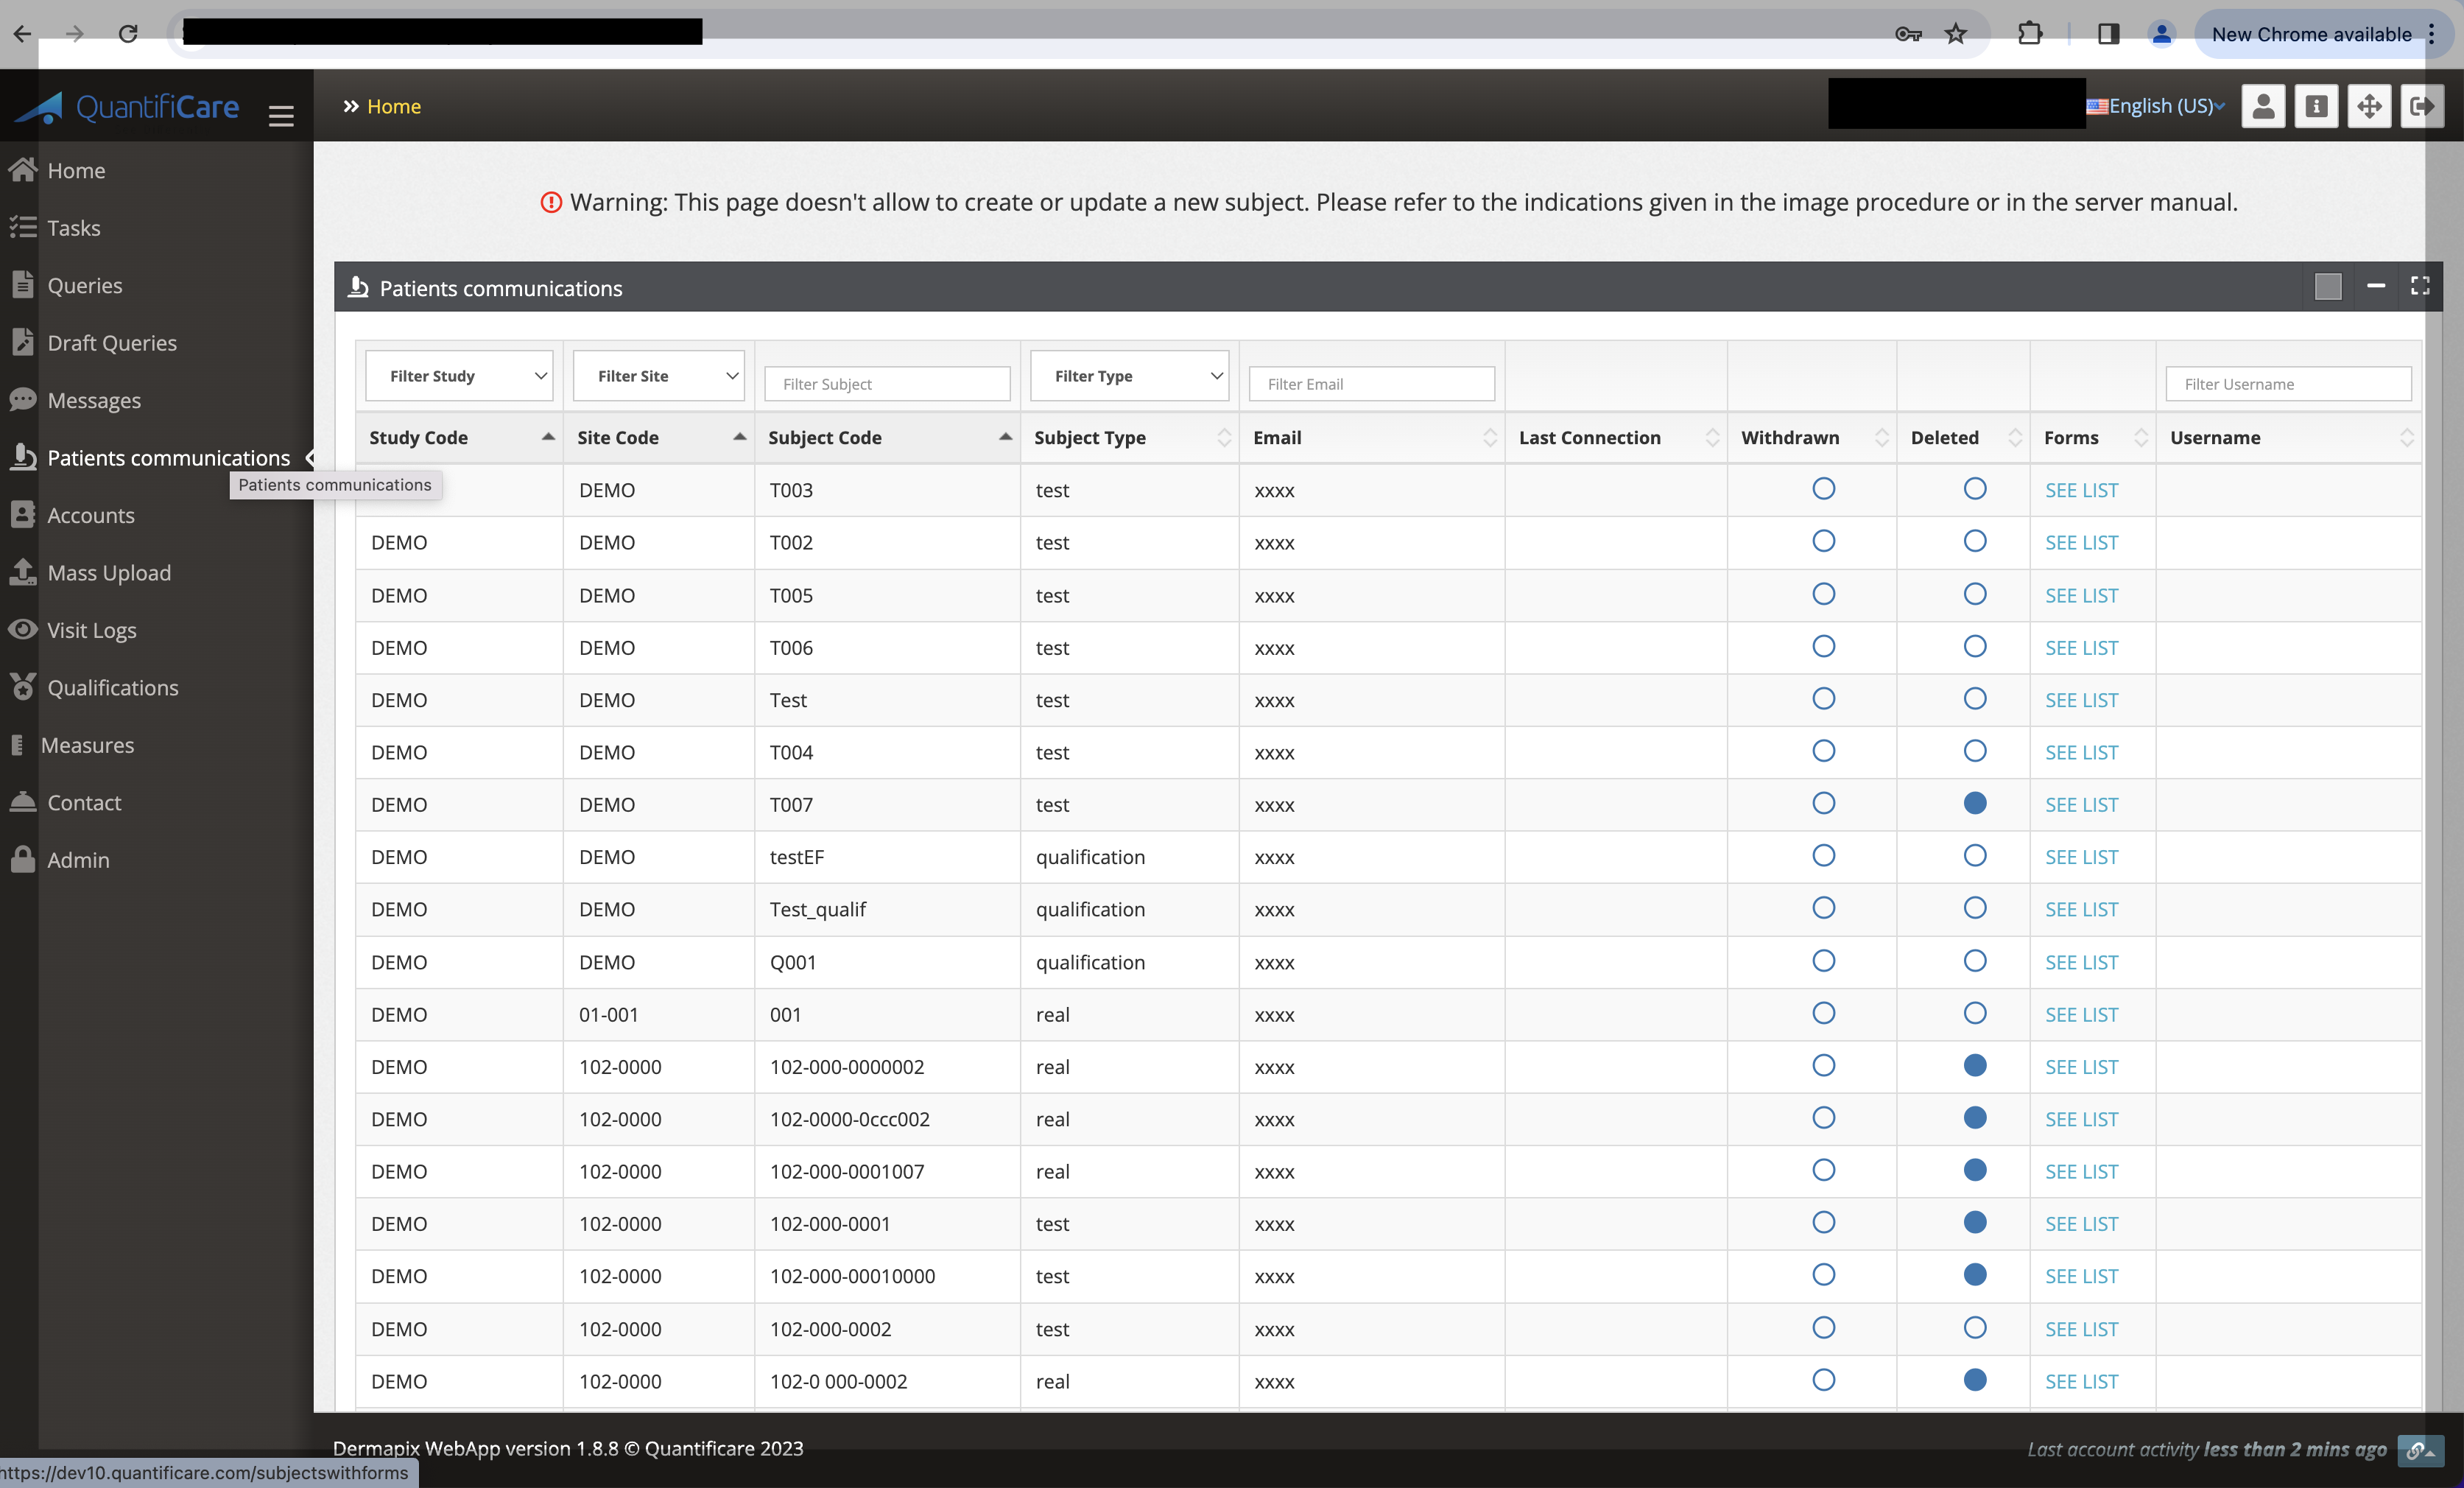 New Chrome available
QuantifiCare
» Home
English (US)
Home
Tasks
Queries
Draft Queries
Messages
Patients communications
Patients communications
Accounts
Mass Upload
Visit Logs
Qualifications
Measures
Contact
Admin
Warning: This page doesn't allow to create or update a new subject. Please refer to the indications given in the image procedure or in the server manual.
Patients communications
Filter Study Filter Site Filter Subject Filter Type Filter Email Filter Username
Study Code Site Code Subject Code Subject Type Email Last Connection Withdrawn Deleted Forms Username
DEMO T003 test xxxx SEE LIST
DEMO DEMO T002 test xxxx SEE LIST
DEMO DEMO T005 test xxxx SEE LIST
DEMO DEMO T006 test xxxx SEE LIST
DEMO DEMO Test test xxxx SEE LIST
DEMO DEMO T004 test xxxx SEE LIST
DEMO DEMO T007 test xxxx SEE LIST
DEMO DEMO testEF qualification xxxx SEE LIST
DEMO DEMO Test_qualif qualification xxxx SEE LIST
DEMO DEMO Q001 qualification xxxx SEE LIST
DEMO 01-001 001 real xxxx SEE LIST
DEMO 102-0000 102-000-0000002 real xxxx SEE LIST
DEMO 102-0000 102-0000-0ccc002 real xxxx SEE LIST
DEMO 102-0000 102-000-0001007 real xxxx SEE LIST
DEMO 102-0000 102-000-0001 test xxxx SEE LIST
DEMO 102-0000 102-000-00010000 test xxxx SEE LIST
DEMO 102-0000 102-000-0002 test xxxx SEE LIST
DEMO 102-0000 102-0 000-0002 real xxxx SEE LIST
Dermapix WebApp version 1.8.8 © Quantificare 2023
Last account activity less than 2 mins ago
https://dev10.quantificare.com/subjectswithforms